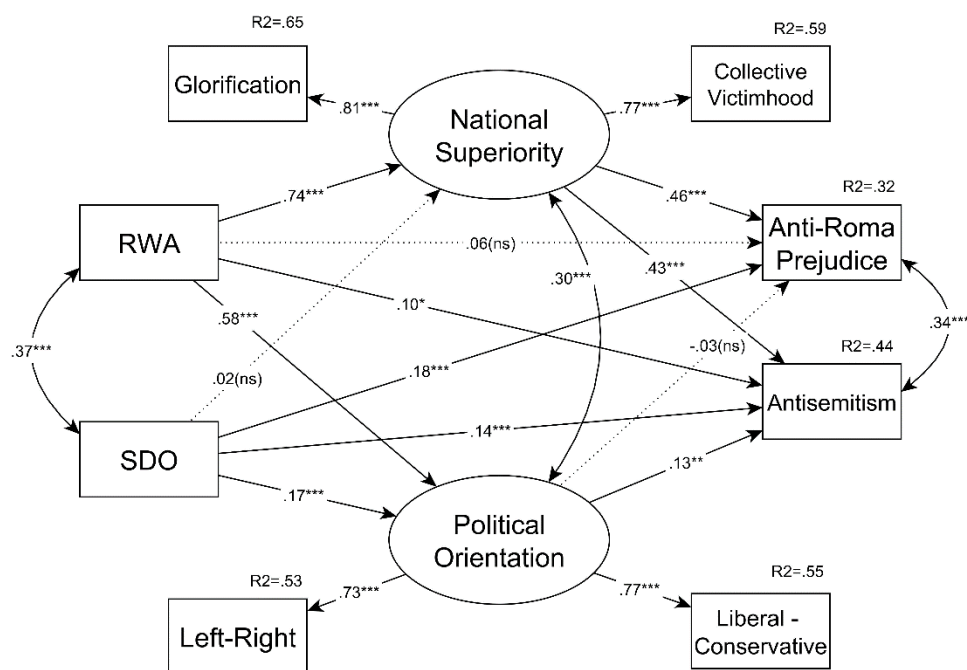 R2=.65
R2=.59
Glorification
Collective
Victimhood
.81***
.77***
National
Superiority
.74***
.46***
R2=.32
RWA
.06(ns)
Anti-Roma
Prejudice
.43***
.30***
.10*
.58***
.37***
.34***
-.03(ns)
R2=.44
.02(ns)
.18***
Antisemitism
.14***
SDO
.13**
.17***
Political
Orientation
R2=.53
R2=.55
.73***
.77***
Left-Right
Liberal -
Conservative